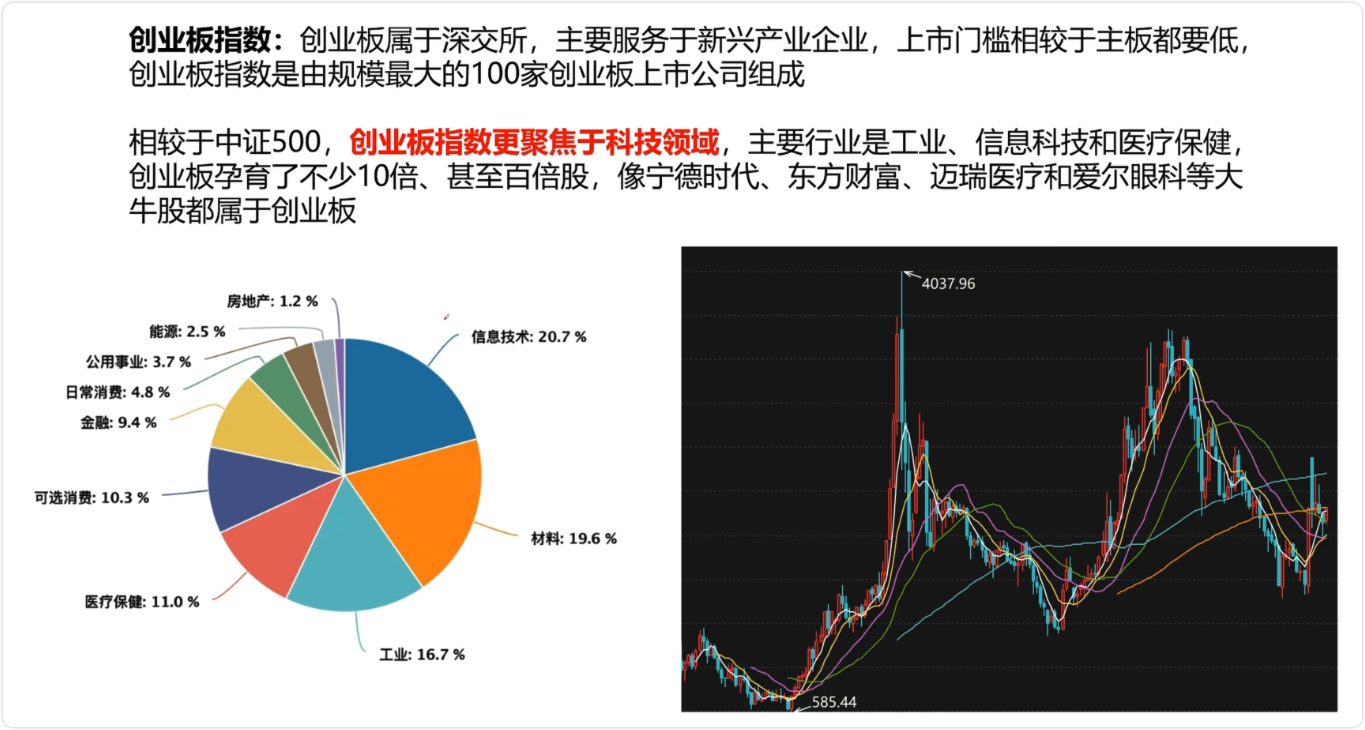 创业板指数：创业板属于深交所，主要服务于新兴产业企业，上市门槛相较于主板都要低，
创业板指数是由规模最大的100家创业板上市公司组成
相较于中证500，创业板指数更聚焦于科技领域，主要行业是工业、信息科技和医疗保健，
创业板孕育了不少10倍、甚至百倍股，像宁德时代、东方财富、迈瑞医疗和爱尔眼科等大
牛股都属于创业板
房地产: 1.2 %
能源: 2.5 %
公用事业: 3.7 %
日常消费: 4.8 %
金融: 9.4 %
可选消费: 10.3 %
医疗保健: 11.0 %
工业: 16.7 %
材料: 19.6 %
信息技术: 20.7 %
4037.96
585.44